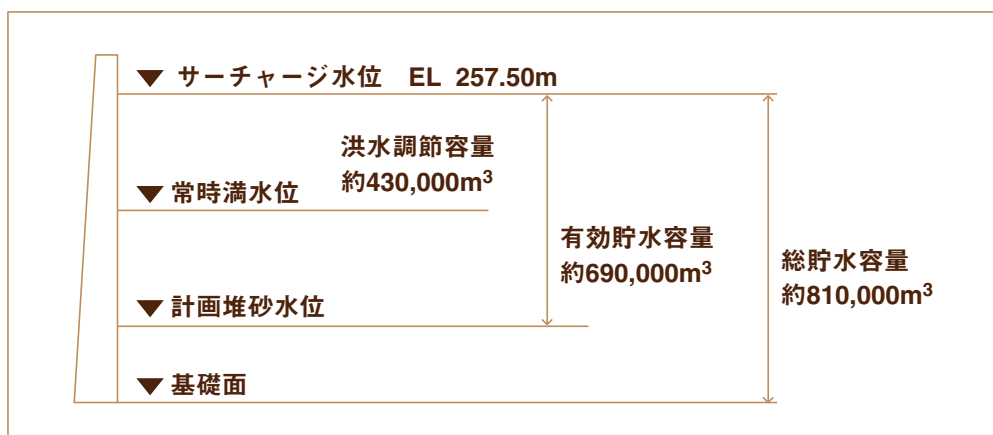 ▼ サーチャージ水位 EL 257.50m
洪水調節容量
約430,000m³
▼ 常時満水位
有効貯水容量
約690,000m³
総貯水容量
約810,000m³
▼ 計画堆砂水位
▼ 基礎面